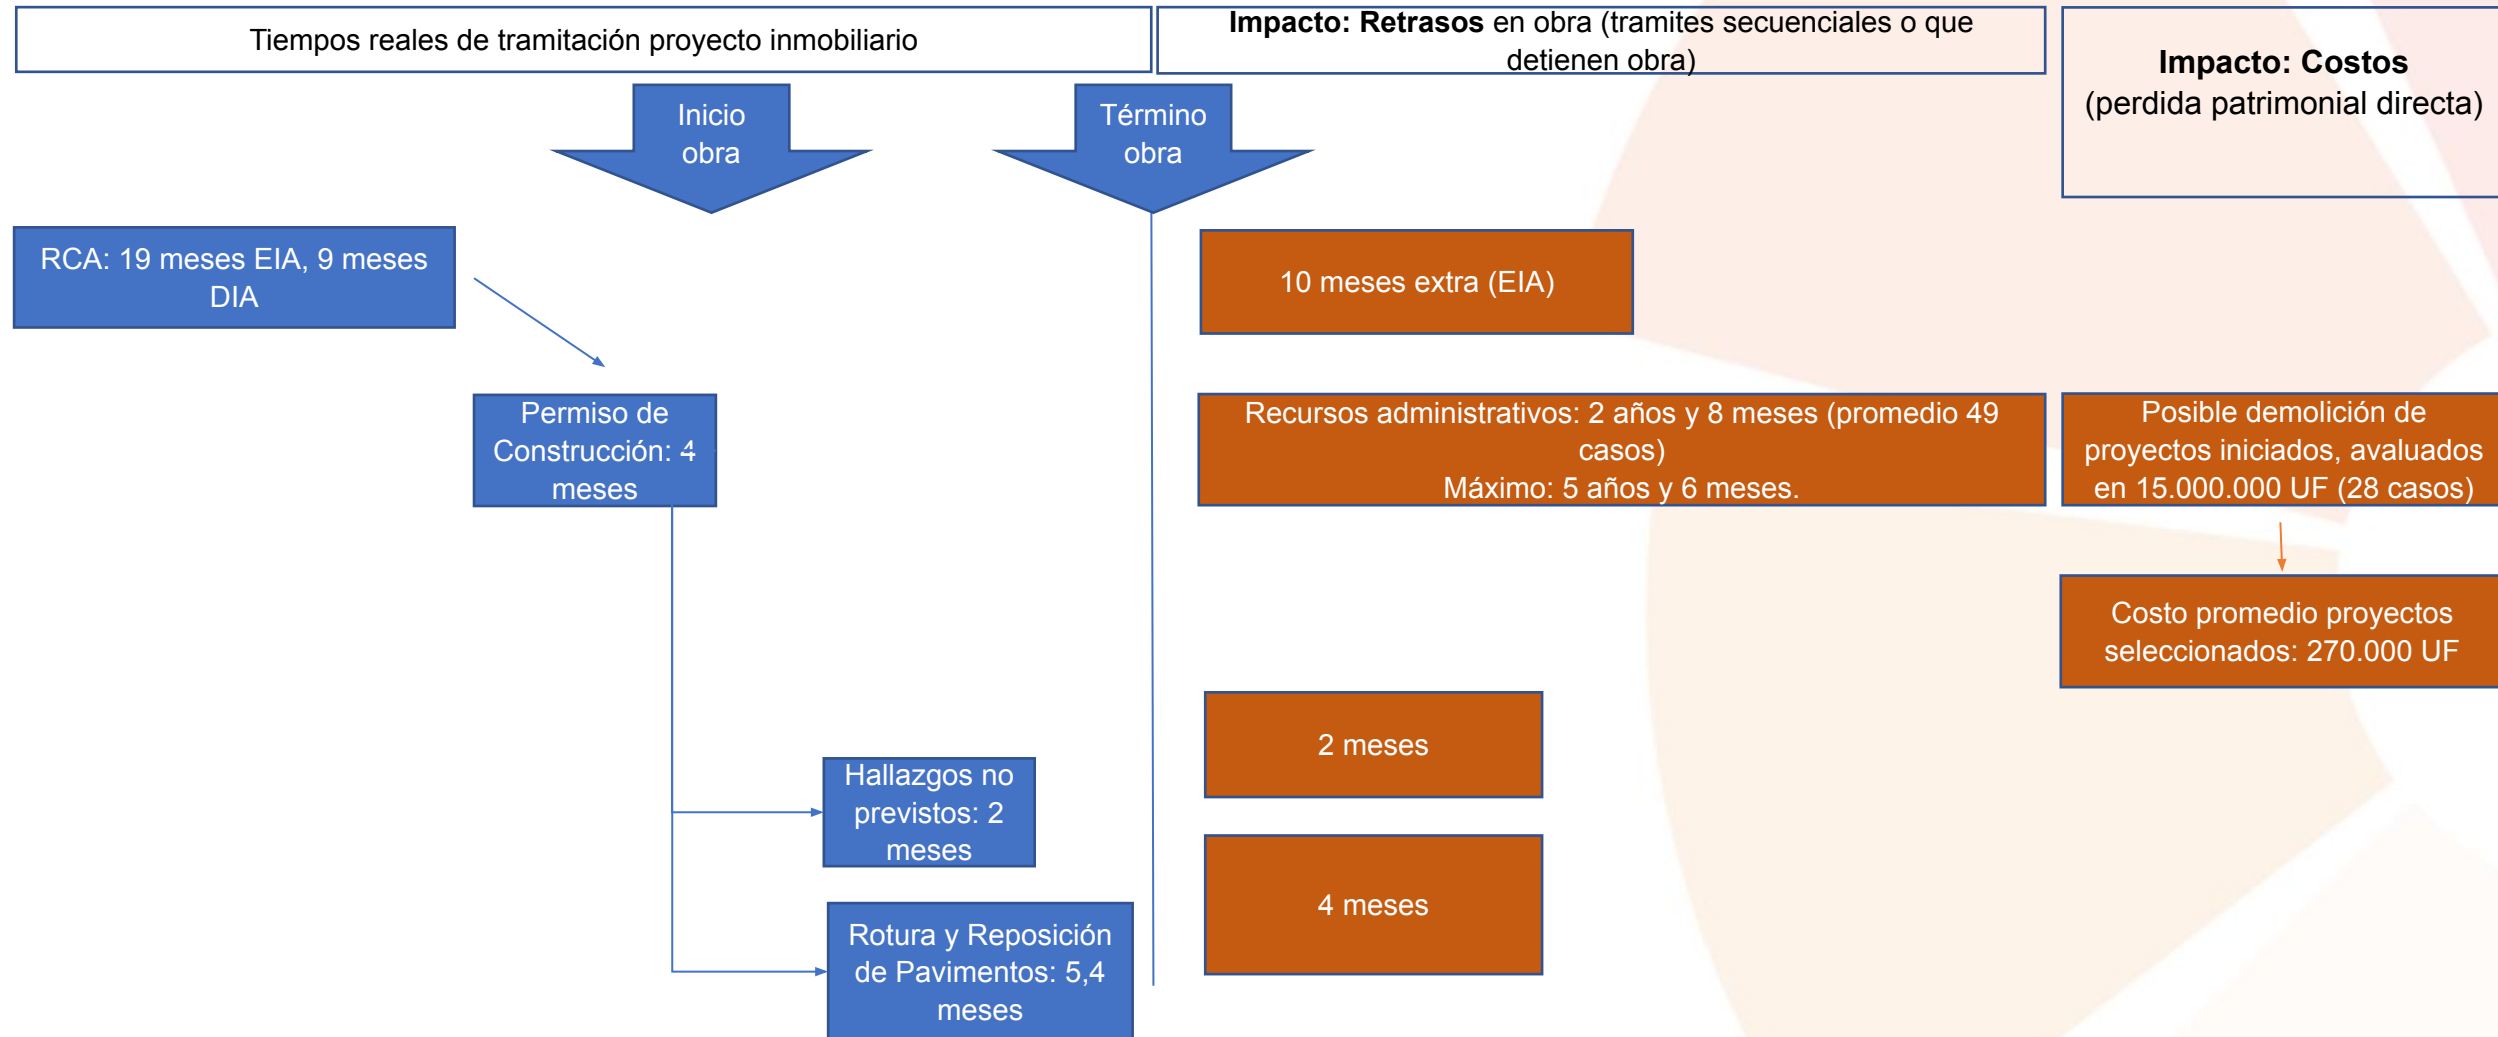 Tiempos reales de tramitación proyecto inmobiliario
Impacto: Retrasos en obra (tramites secuenciales o que
detienen obra)
Impacto: Costos
(perdida patrimonial directa)
Inicio
obra
Término
obra
RCA: 19 meses EIA, 9 meses
DIA
10 meses extra (EIA)
Permiso de
Construcción: 4
meses
Recursos administrativos: 2 años y 8 meses (promedio 49
casos)
Máximo: 5 años y 6 meses.
Posible demolición de
proyectos iniciados, avaluados
en 15.000.000 UF (28 casos)
Costo promedio proyectos
seleccionados: 270.000 UF
Hallazgos no
previstos: 2
meses
2 meses
Rotura y Reposición
de Pavimentos: 5,4
meses
4 meses